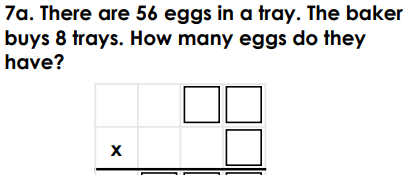 7a. There are 56 eggs in a tray. The baker
buys 8 trays. How many eggs do they
have?
x